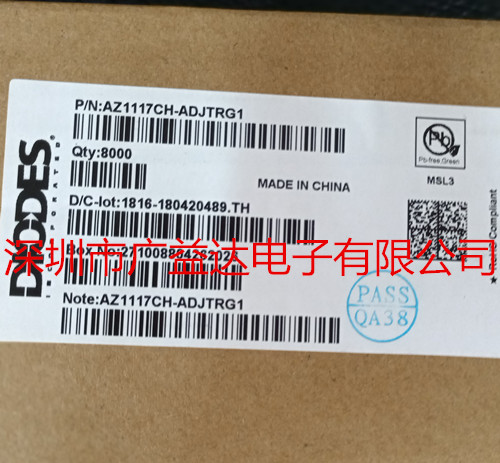 P/N:AZ1117CH-ADJTRG1
Qty:8000
MADE IN CHINA
D/C-lot:1816-180420489.TH
深圳市广益达电子有限公司
Note:AZ1117CH-ADJTRG1
DIODES
INCORPORATED
Pb
Pb-free.Green
MSL3
PASS
QA38